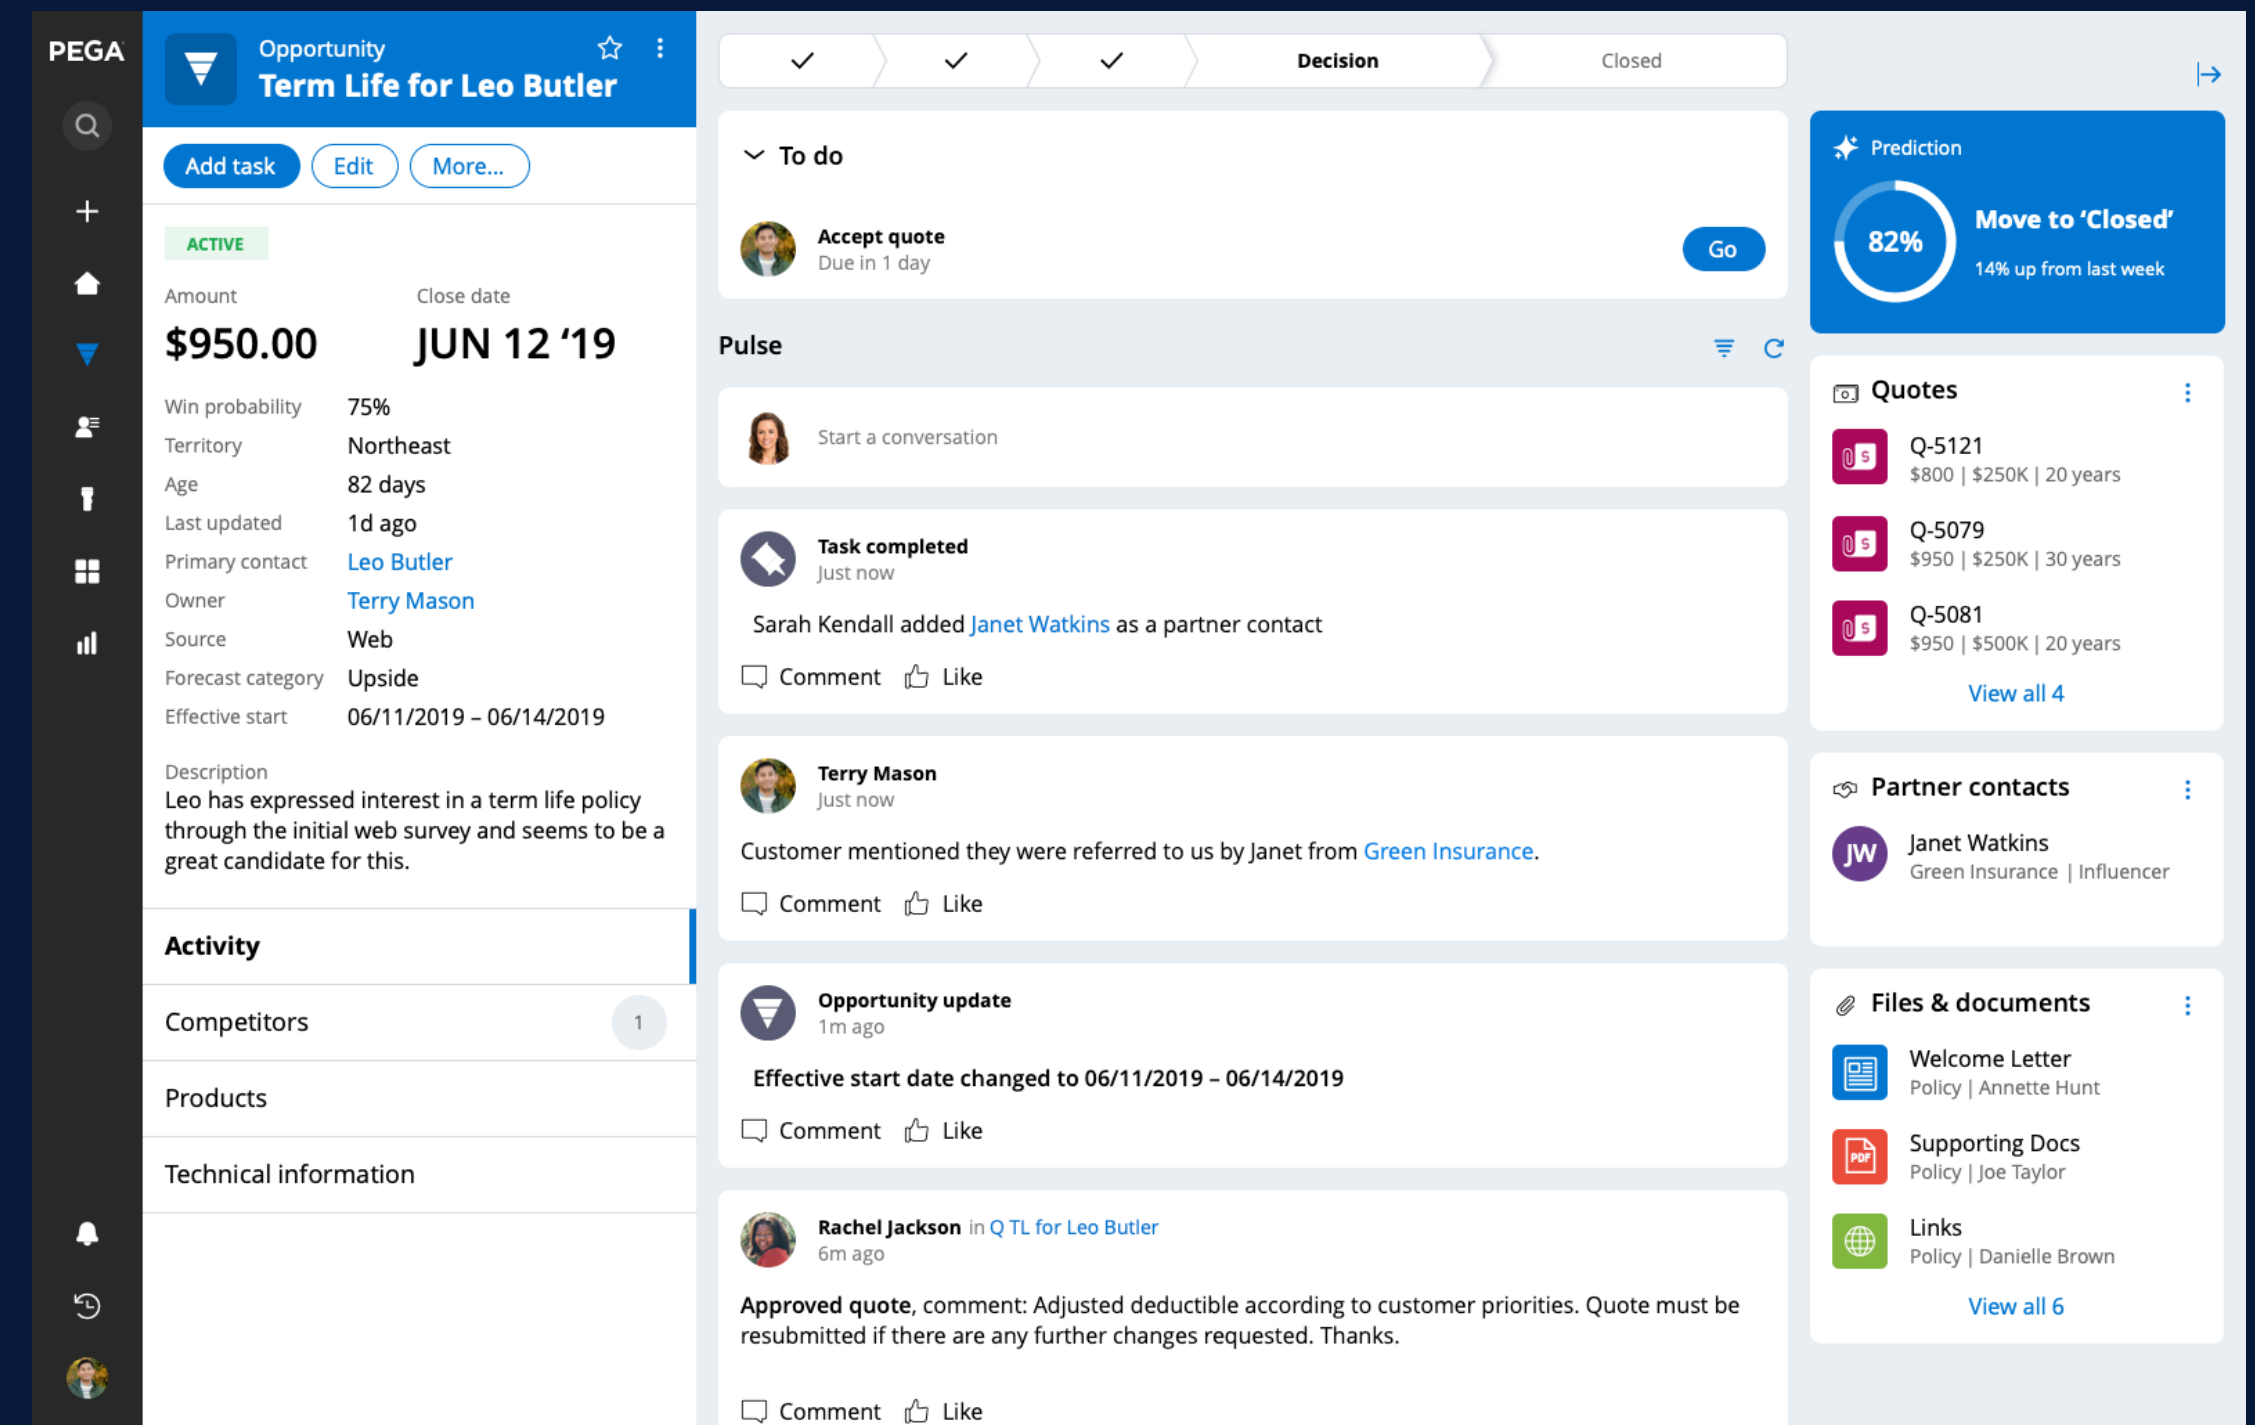 PEGA
Opportunity
Term Life for Leo Butler
Add task
Edit
More...
ACTIVE
Amount
Close date
$950.00
JUN 12 ‘19
Win probability 75%
Territory Northeast
Age 82 days
Last updated 1d ago
Primary contact Leo Butler
Owner Terry Mason
Source Web
Forecast category Upside
Effective start 06/11/2019 – 06/14/2019
Description
Leo has expressed interest in a term life policy
through the initial web survey and seems to be a
great candidate for this.
Activity
Competitors 1
Products
Technical information
Decision
Closed
To do
Accept quote
Due in 1 day
Go
Pulse
Start a conversation
Task completed
Just now
Sarah Kendall added Janet Watkins as a partner contact
Comment Like
Terry Mason
Just now
Customer mentioned they were referred to us by Janet from Green Insurance.
Comment Like
Opportunity update
1m ago
Effective start date changed to 06/11/2019 – 06/14/2019
Comment Like
Rachel Jackson in Q TL for Leo Butler
6m ago
Approved quote, comment: Adjusted deductible according to customer priorities. Quote must be
resubmitted if there are any further changes requested. Thanks.
Comment Like
Prediction
82%
Move to ‘Closed’
14% up from last week
Quotes
Q-5121
$800 | $250K | 20 years
Q-5079
$950 | $250K | 30 years
Q-5081
$950 | $500K | 20 years
View all 4
Partner contacts
JW
Janet Watkins
Green Insurance | Influencer
Files & documents
Welcome Letter
Policy | Annette Hunt
PDF
Supporting Docs
Policy | Joe Taylor
Links
Policy | Danielle Brown
View all 6